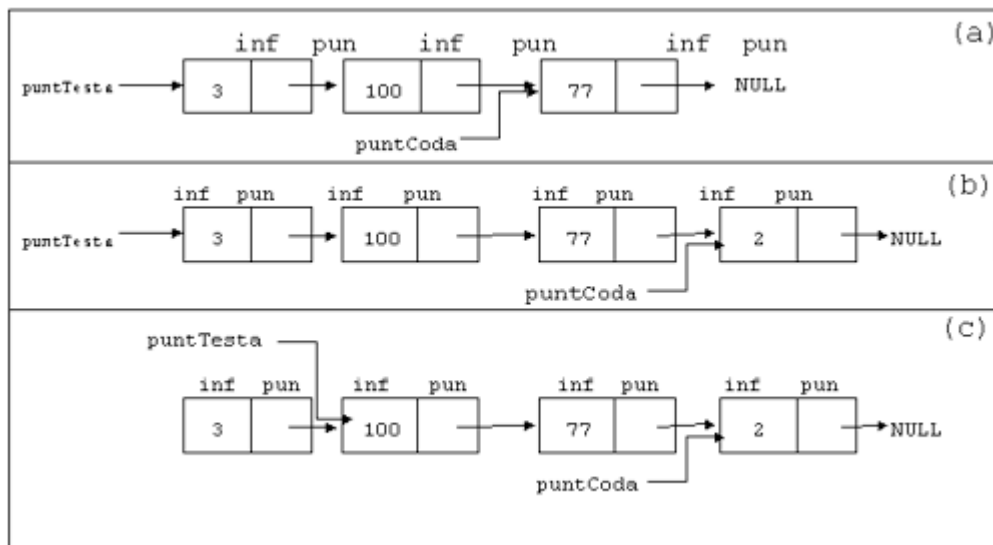 (a)
inf pun inf pun inf pun
puntTesta 3 100 77 NULL
puntCoda
(b)
inf pun inf pun inf pun inf pun
puntTesta 3 100 77 2 NULL
puntCoda
(c)
puntTesta
inf pun inf pun inf pun inf pun
3 100 77 2 NULL
puntCoda